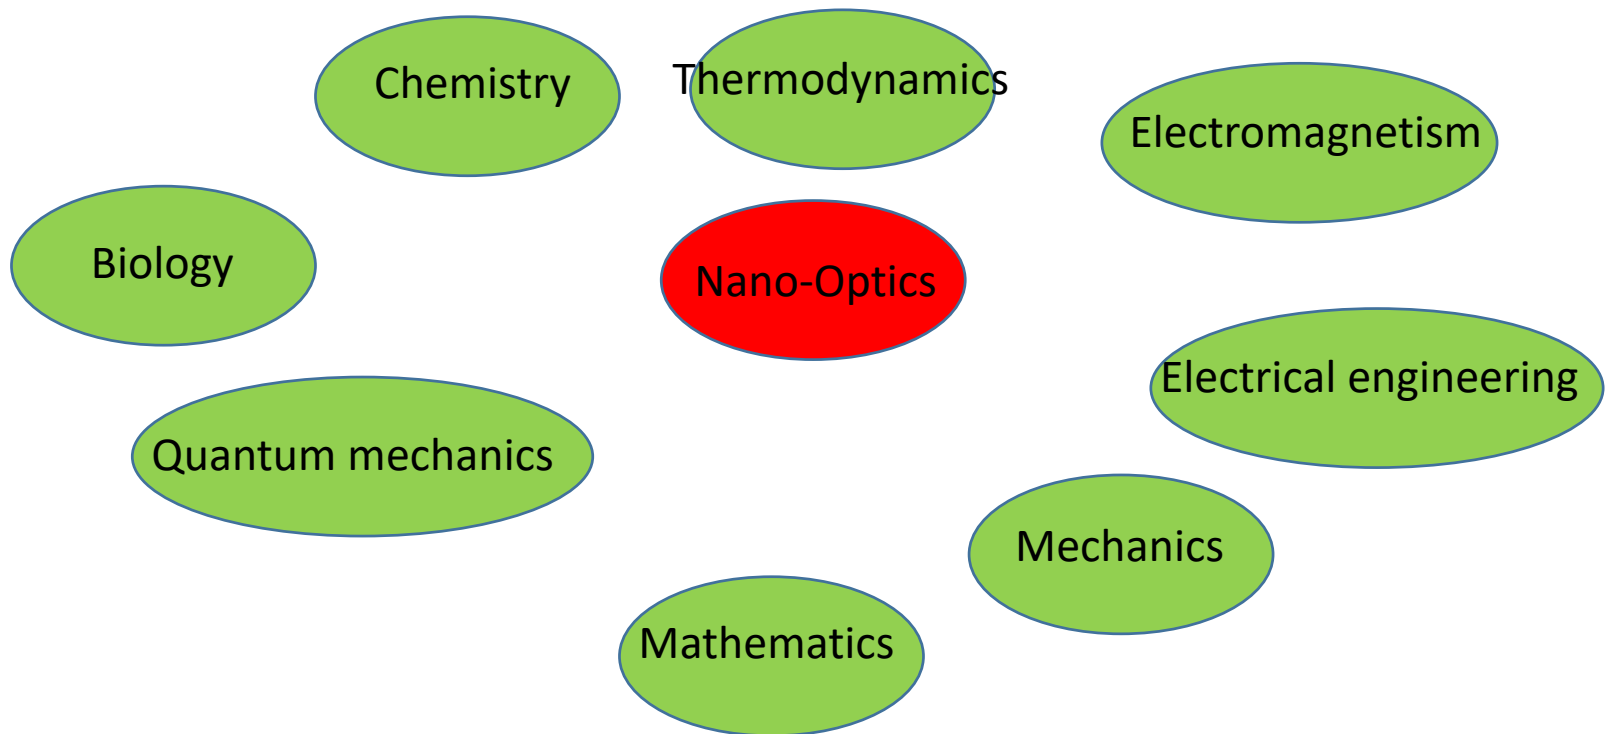 Chemistry
Thermodynamics
Electromagnetism
Biology
Nano-Optics
Electrical engineering
Quantum mechanics
Mechanics
Mathematics